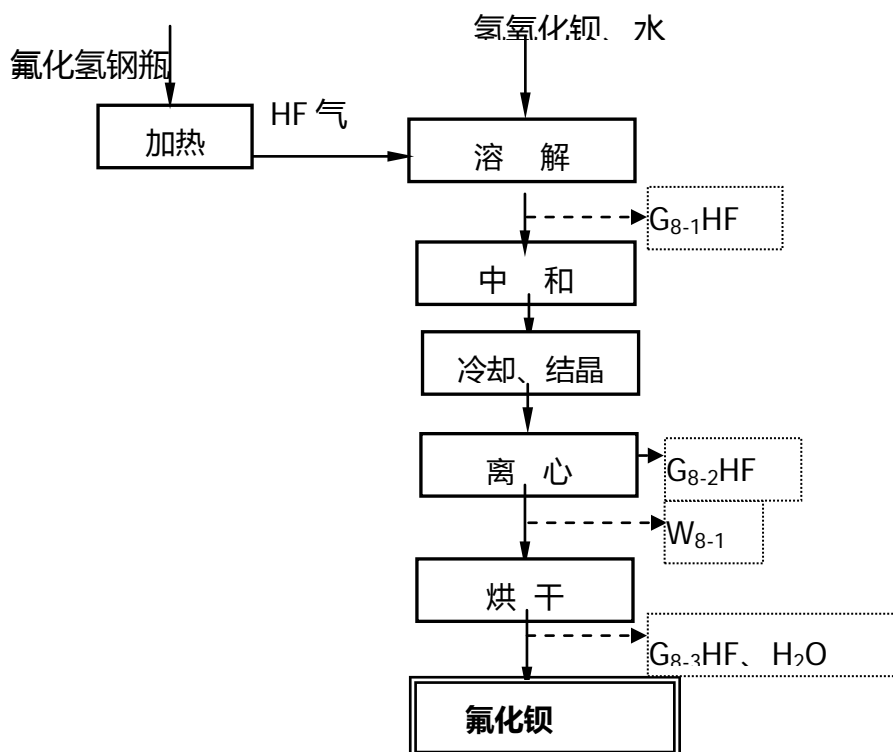 氢氧化钡、水
氟化氢钢瓶
HF 气
加热
溶 解
G8-1HF
中 和
冷却、结晶
离 心
G8-2HF
W8-1
烘 干
G8-3HF、H2O
氟化钡